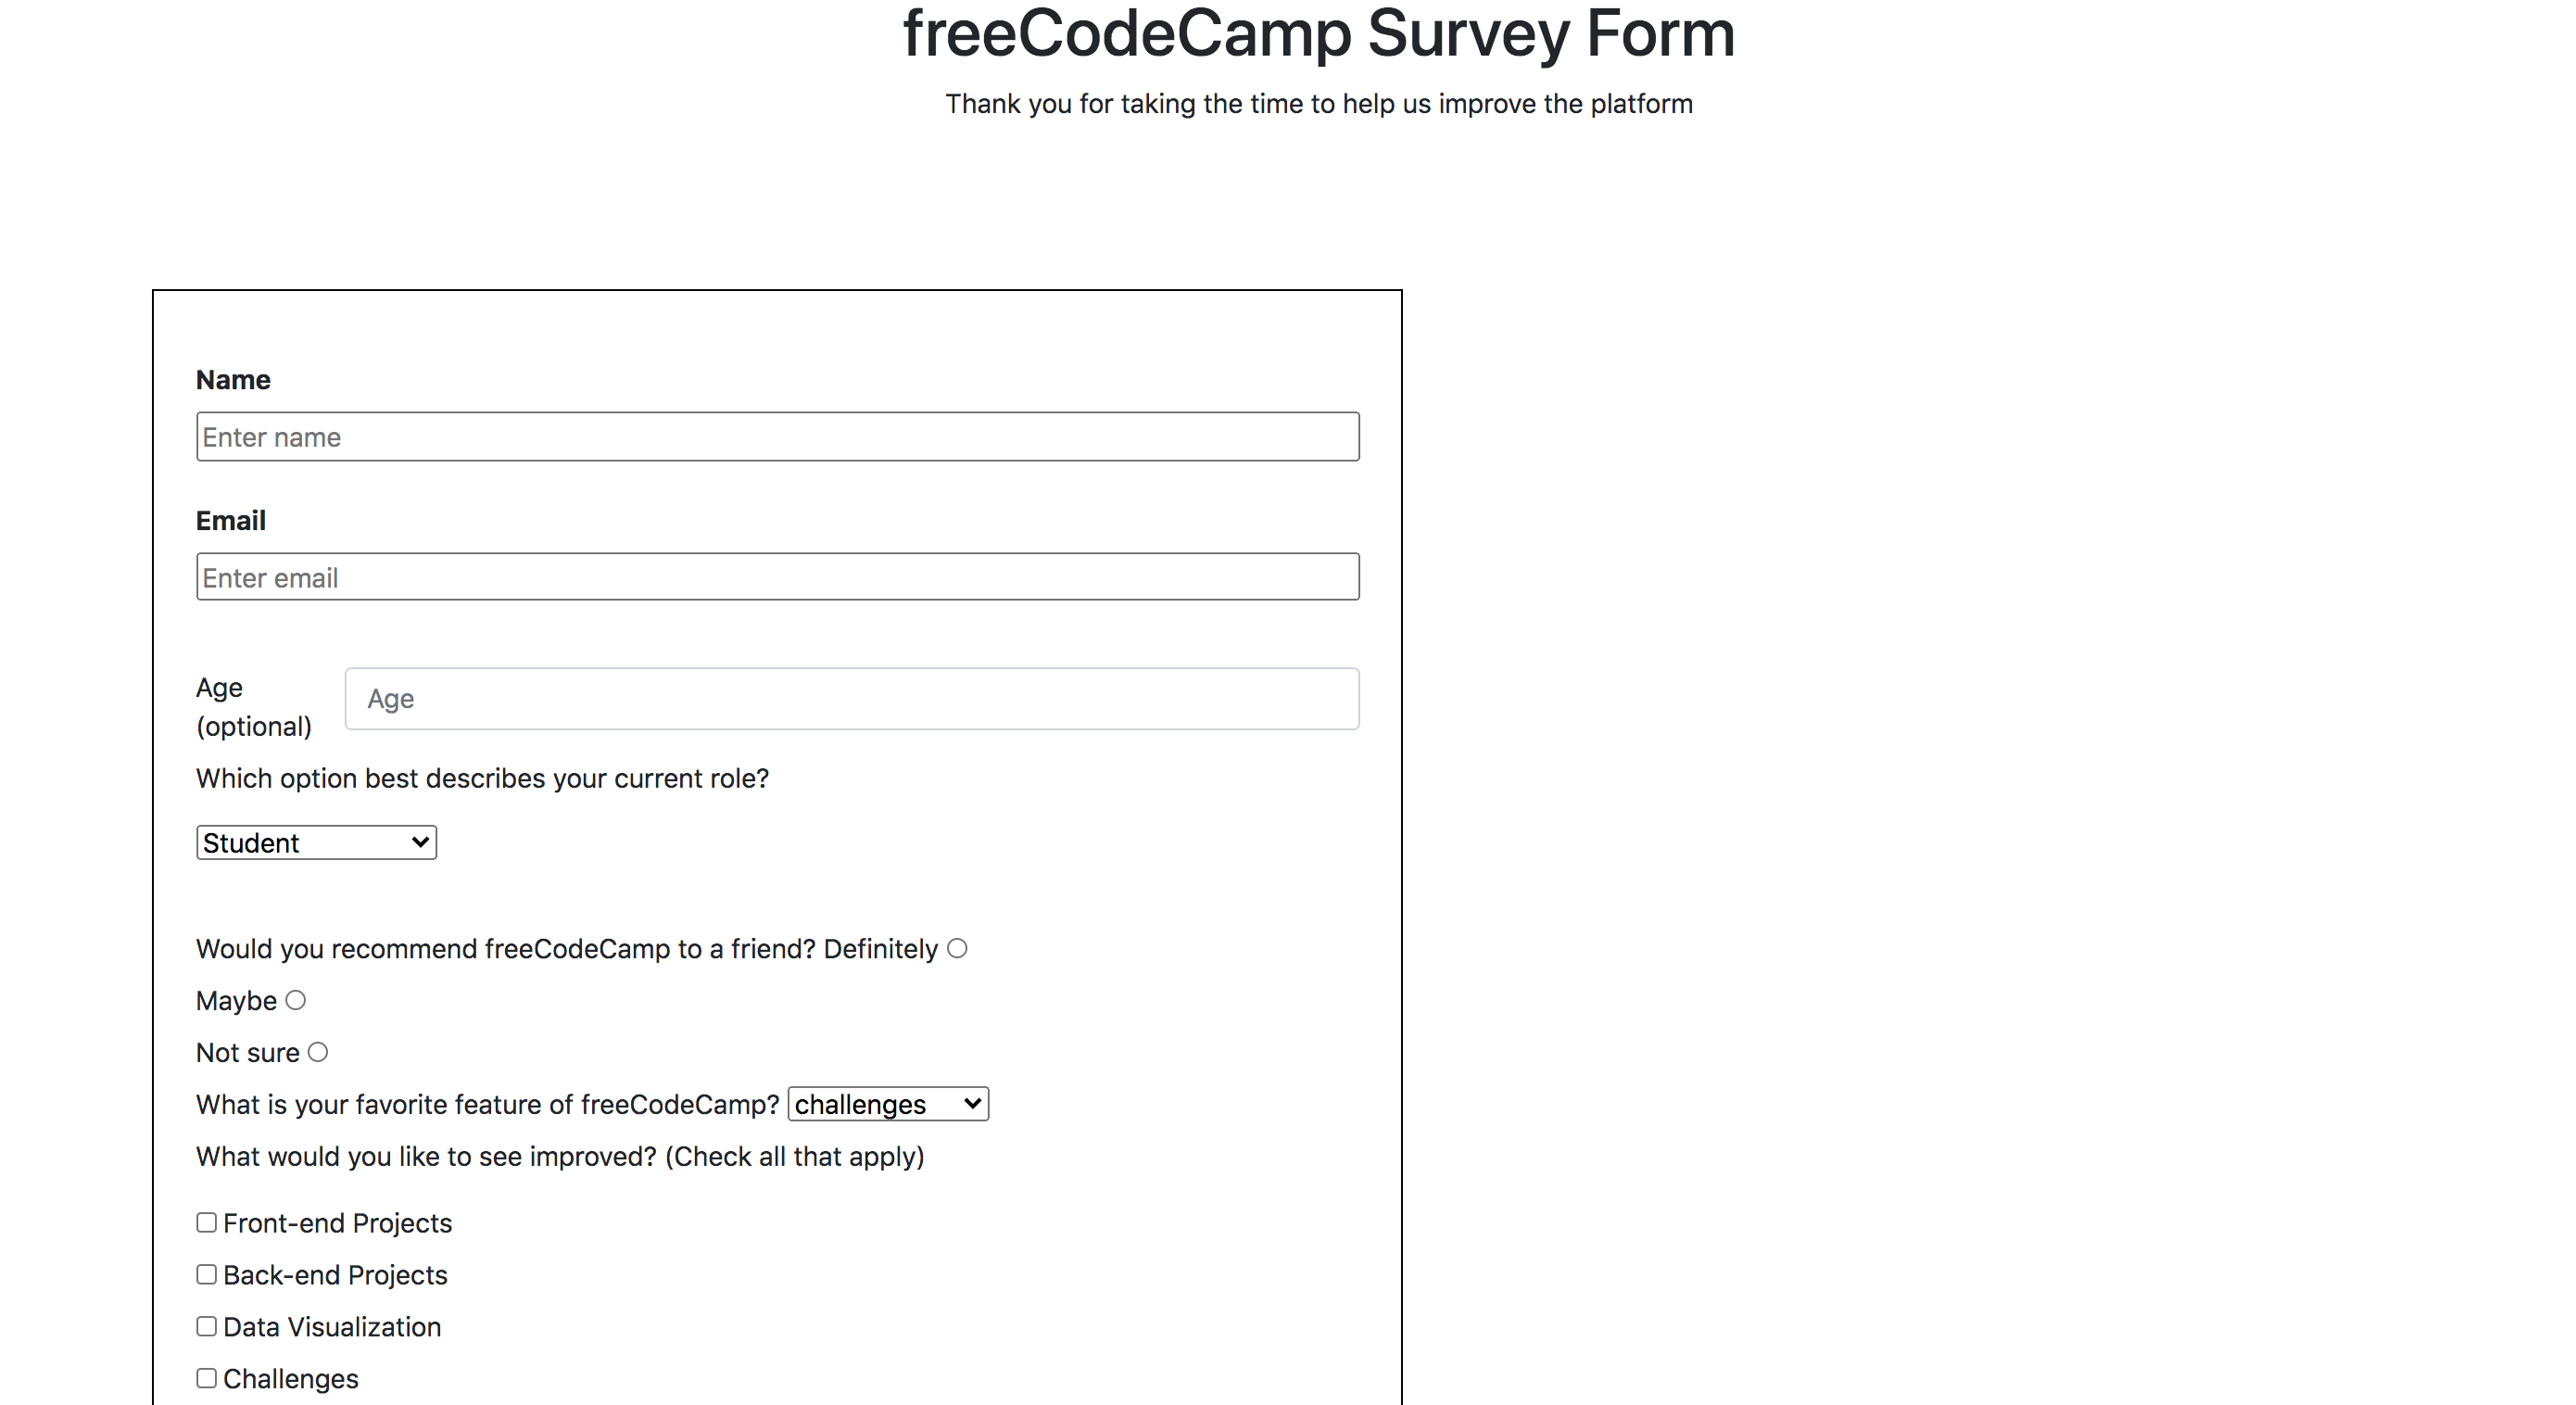 freeCodeCamp Survey Form
Thank you for taking the time to help us improve the platform
Name
Enter name
Email
Enter email
Age
(optional)
Age
Which option best describes your current role?
Student
Would you recommend freeCodeCamp to a friend? Definitely
Maybe
Not sure
What is your favorite feature of freeCodeCamp? challenges
What would you like to see improved? (Check all that apply)
Front-end Projects
Back-end Projects
Data Visualization
Challenges